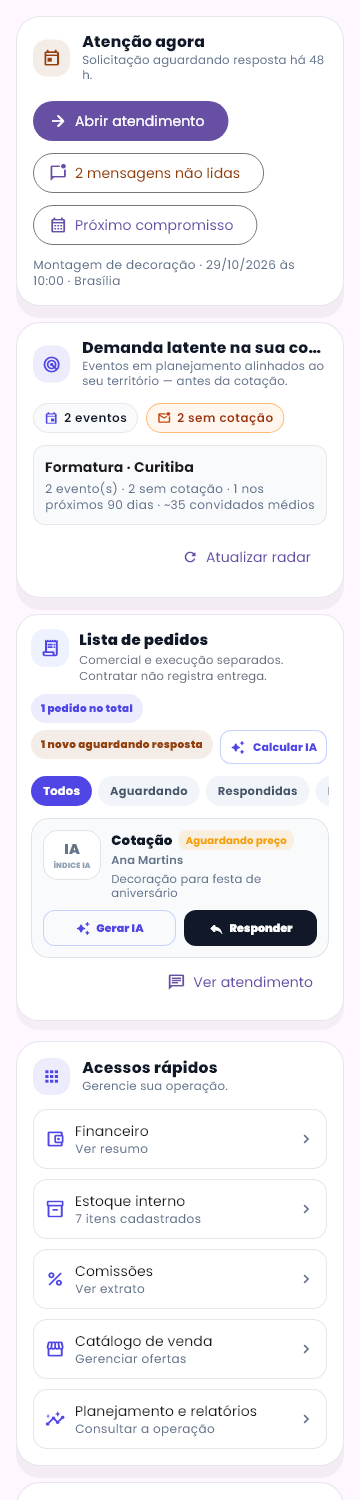 Atenção agora
Solicitação aguardando resposta há 48
h.
Abrir atendimento
2 mensagens não lidas
Próximo compromisso
Montagem de decoração · 29/10/2026 às
10:00 · Brasília
Demanda latente na sua co...
Eventos em planejamento alinhados ao
seu território — antes da cotação.
2 eventos
2 sem cotação
Formatura · Curitiba
2 evento(s) · 2 sem cotação · 1 nos
próximos 90 dias · ~35 convidados médios
Atualizar radar
Lista de pedidos
Comercial e execução separados.
Contratar não registra entrega.
1 pedido no total
1 novo aguardando resposta
Calcular IA
Todos
Aguardando
Respondidas
IA
ÍNDICE IA
Cotação
Aguardando preço
Ana Martins
Decoração para festa de
aniversário
Gerar IA
Responder
Ver atendimento
Acessos rápidos
Gerencie sua operação.
Financeiro
Ver resumo
Estoque interno
7 itens cadastrados
Comissões
Ver extrato
Catálogo de venda
Gerenciar ofertas
Planejamento e relatórios
Consultar a operação